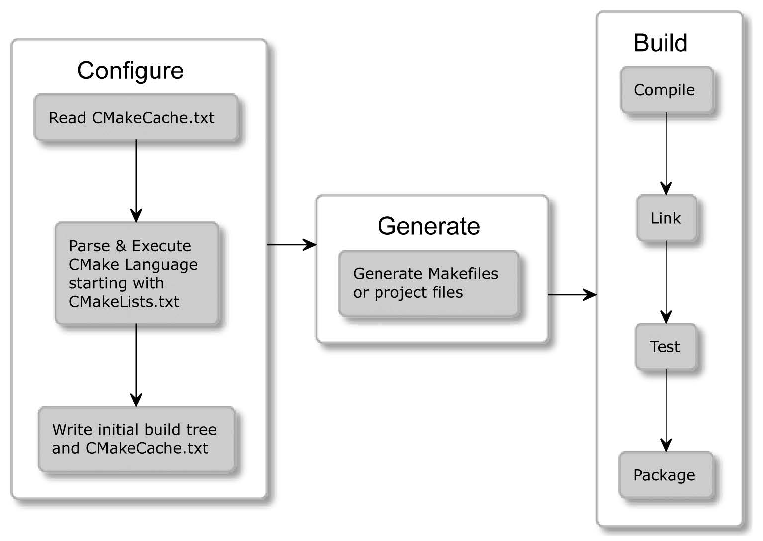 Configure
Read CMakeCache.txt
Parse & Execute
CMake Language
starting with
CMakeLists.txt
Write initial build tree
and CMakeCache.txt
Generate
Generate Makefiles
or project files
Build
Compile
Link
Test
Package